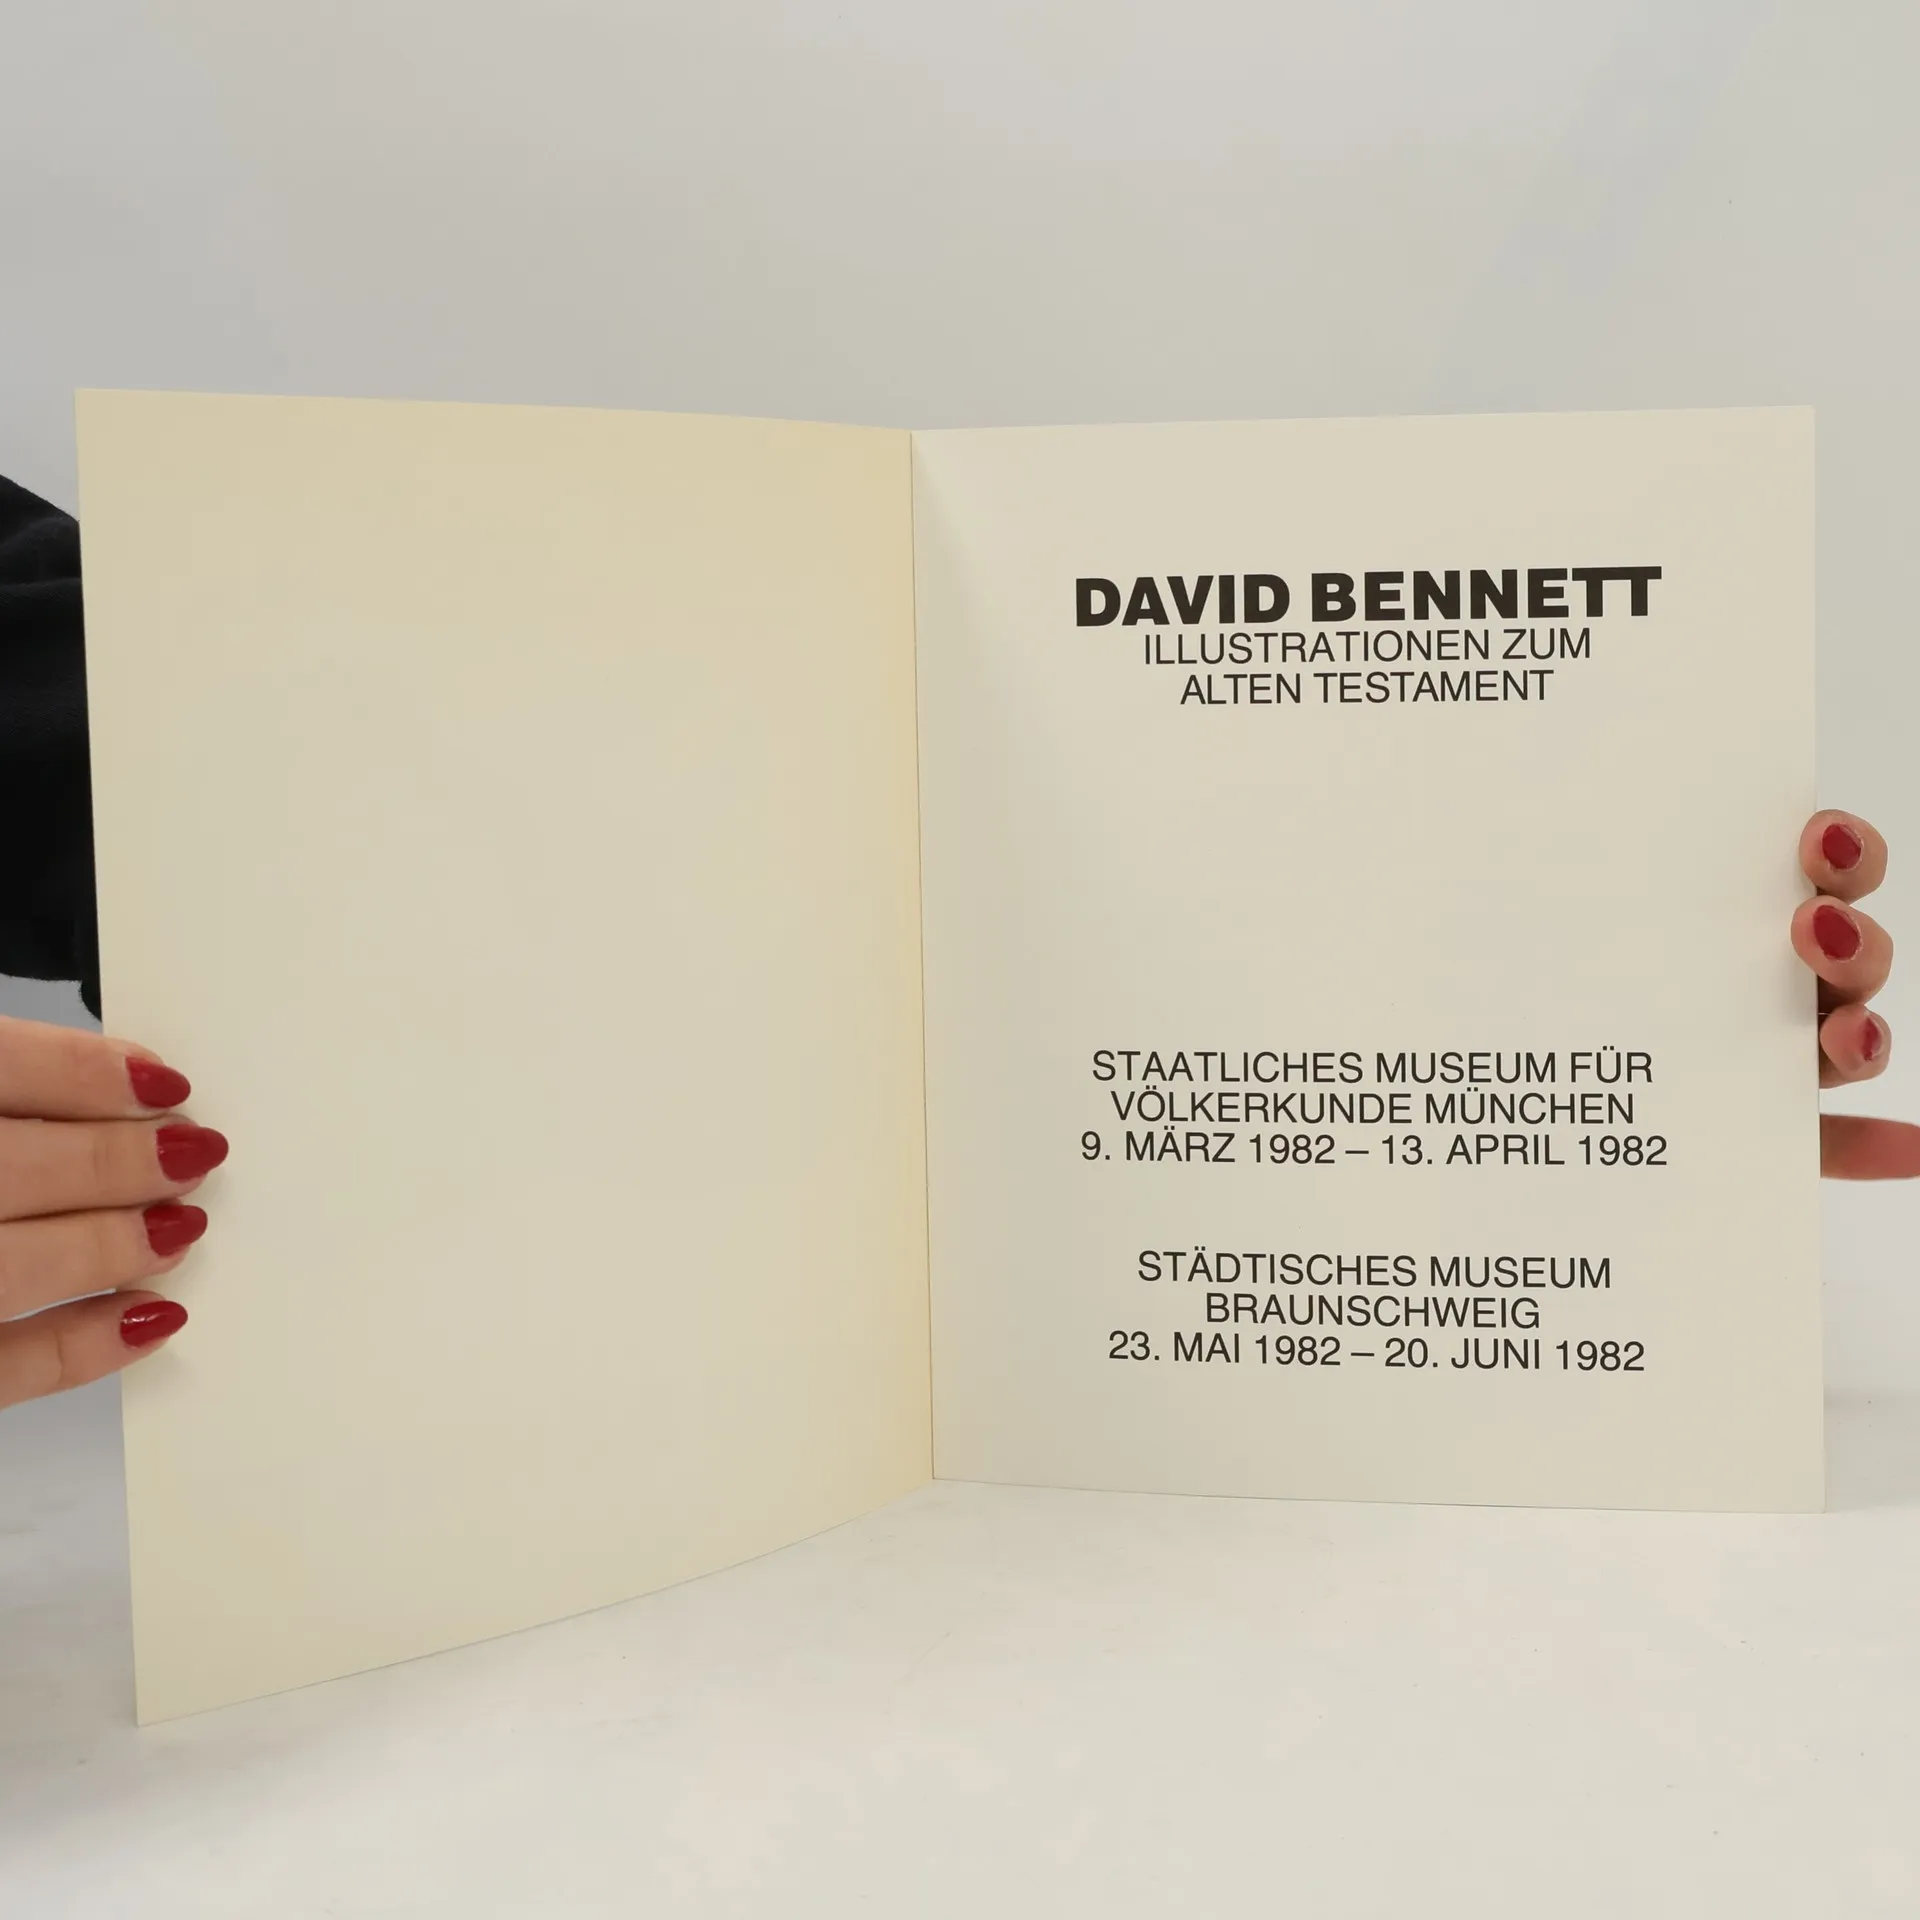 DAVID BENNETT
ILLUSTRATIONEN ZUM
ALTEN TESTAMENT
STAATLICHES MUSEUM FÜR
VÖLKERKUNDE MÜNCHEN
9. MÄRZ 1982 – 13. APRIL 1982
STÄDTISCHES MUSEUM
BRAUNSCHWEIG
23. MAI 1982 – 20. JUNI 1982